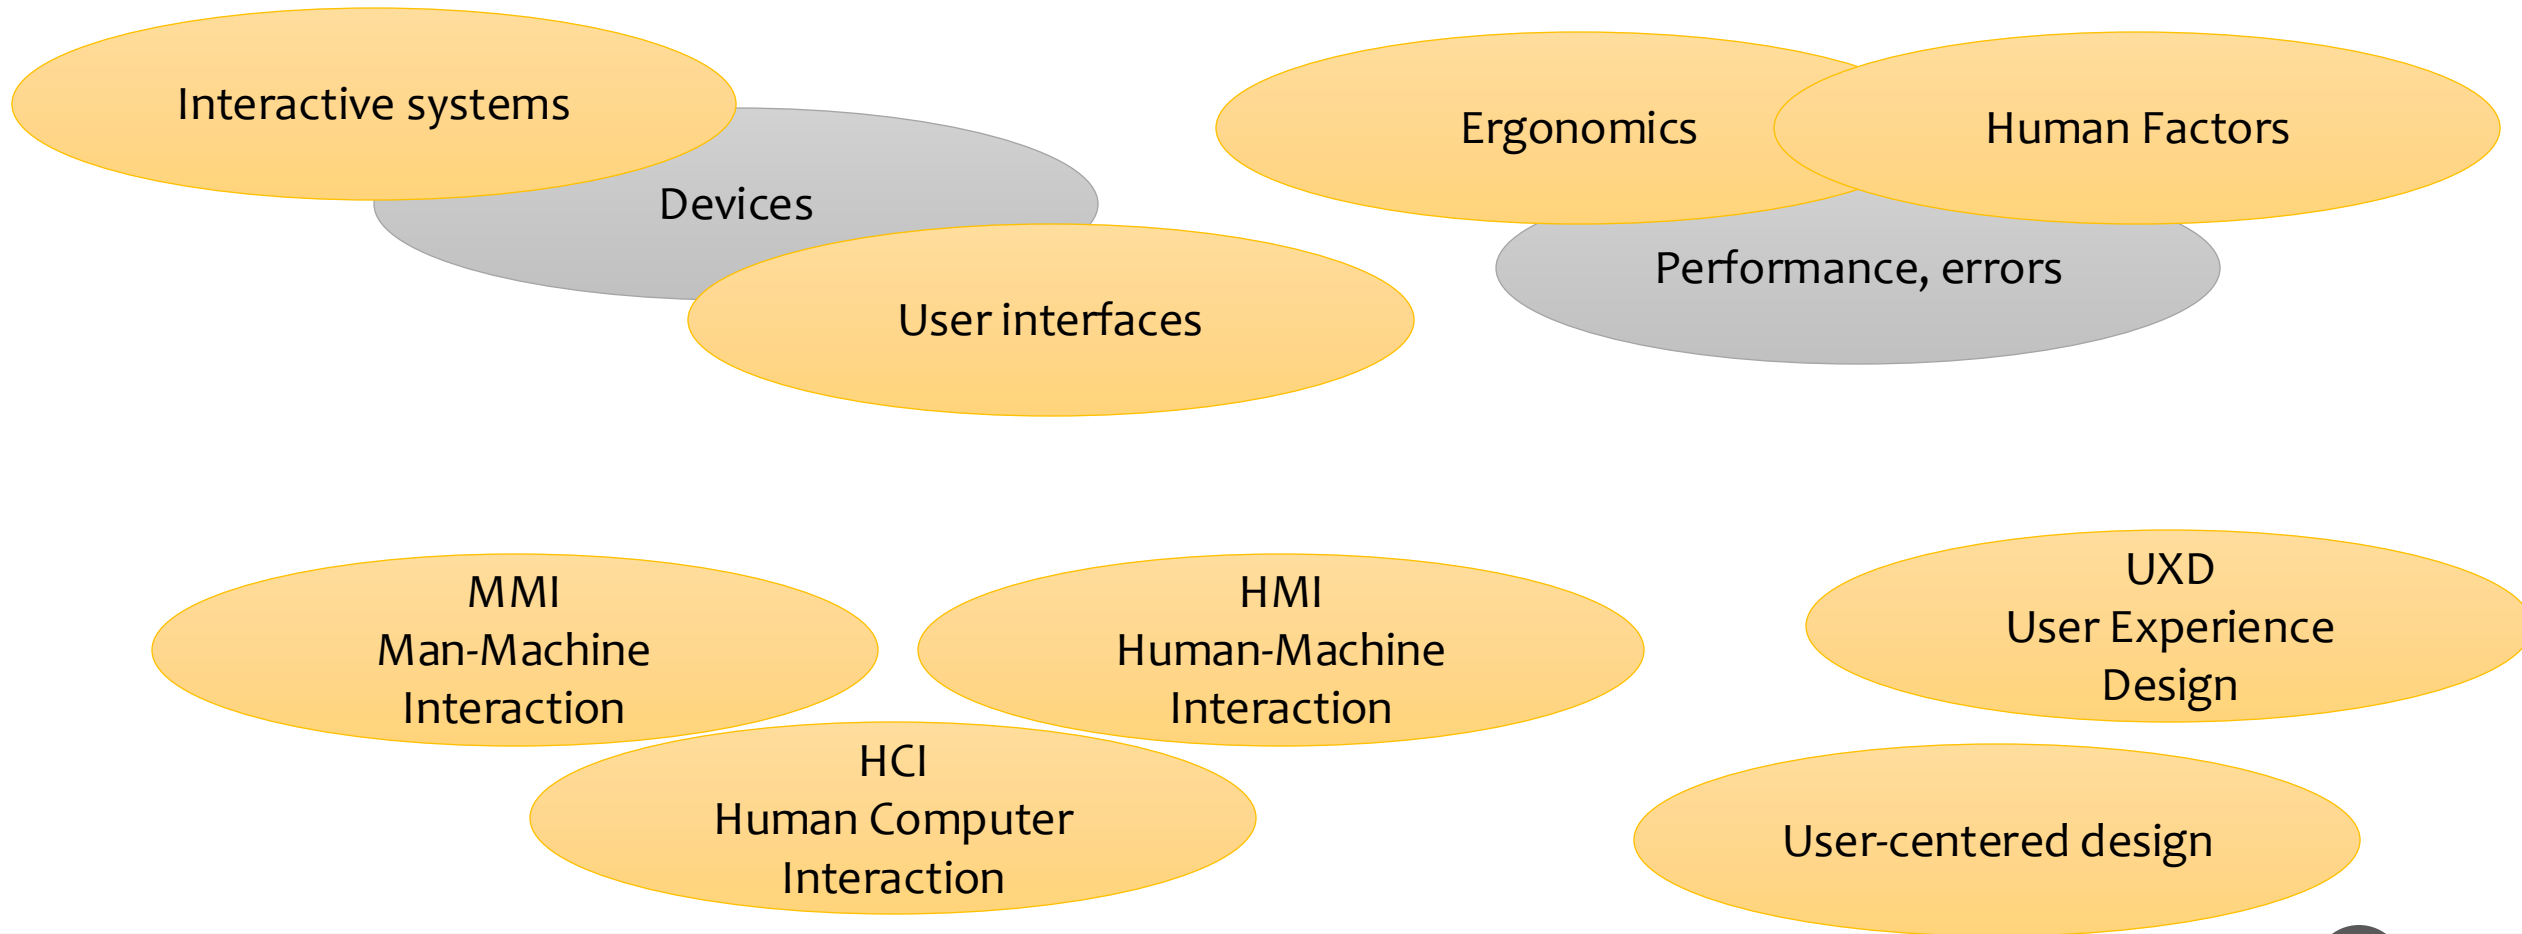 Interactive systems
Devices
User interfaces
Ergonomics
Human Factors
Performance, errors
MMI
Man-Machine
Interaction
HMI
Human-Machine
Interaction
HCI
Human Computer
Interaction
UXD
User Experience
Design
User-centered design